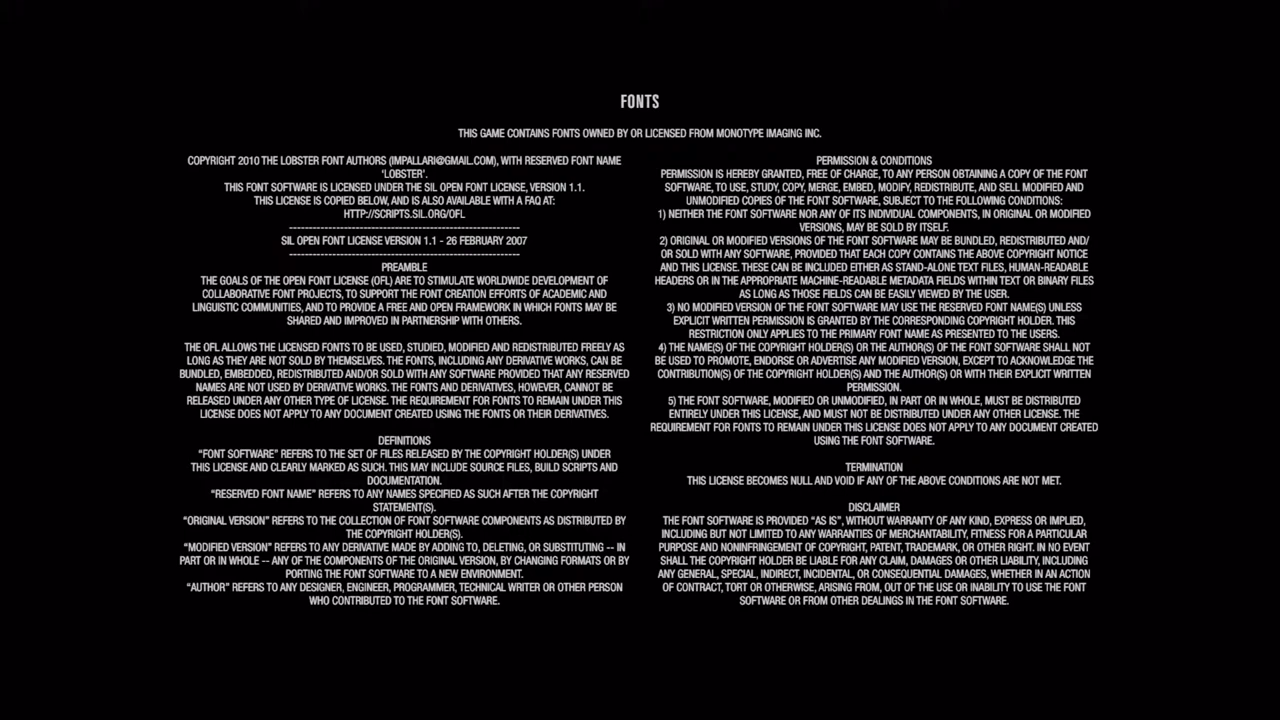 FONTS
THIS GAME CONTAINS FONTS OWNED BY OR LICENSED FROM MONOTYPE IMAGING INC.
COPYRIGHT 2010 THE LOBSTER FONT AUTHORS (IMPALLARI@GMAIL.COM), WITH RESERVED FONT NAME
'LOBSTER'.
THIS FONT SOFTWARE IS LICENSED UNDER THE SIL OPEN FONT LICENSE, VERSION 1.1.
THIS LICENSE IS COPIED BELOW, AND IS ALSO AVAILABLE WITH A FAQ AT:
HTTP://SCRIPTS.SIL.ORG/OFL
-----------------------------------------------------------
SIL OPEN FONT LICENSE VERSION 1.1 - 26 FEBRUARY 2007
-----------------------------------------------------------
PREAMBLE
THE GOALS OF THE OPEN FONT LICENSE (OFL) ARE TO STIMULATE WORLDWIDE DEVELOPMENT OF
COLLABORATIVE FONT PROJECTS, TO SUPPORT THE FONT CREATION EFFORTS OF ACADEMIC AND
LINGUISTIC COMMUNITIES, AND TO PROVIDE A FREE AND OPEN FRAMEWORK IN WHICH FONTS MAY BE
SHARED AND IMPROVED IN PARTNERSHIP WITH OTHERS.
THE OFL ALLOWS THE LICENSED FONTS TO BE USED, STUDIED, MODIFIED AND REDISTRIBUTED FREELY AS
LONG AS THEY ARE NOT SOLD BY THEMSELVES. THE FONTS, INCLUDING ANY DERIVATIVE WORKS, CAN BE
BUNDLED, EMBEDDED, REDISTRIBUTED AND/OR SOLD WITH ANY SOFTWARE PROVIDED THAT ANY RESERVED
NAMES ARE NOT USED BY DERIVATIVE WORKS. THE FONTS AND DERIVATIVES, HOWEVER, CANNOT BE
RELEASED UNDER ANY OTHER TYPE OF LICENSE. THE REQUIREMENT FOR FONTS TO REMAIN UNDER THIS
LICENSE DOES NOT APPLY TO ANY DOCUMENT CREATED USING THE FONTS OR THEIR DERIVATIVES.
DEFINITIONS
“FONT SOFTWARE” REFERS TO THE SET OF FILES RELEASED BY THE COPYRIGHT HOLDER(S) UNDER
THIS LICENSE AND CLEARLY MARKED AS SUCH. THIS MAY INCLUDE SOURCE FILES, BUILD SCRIPTS AND
DOCUMENTATION.
“RESERVED FONT NAME” REFERS TO ANY NAMES SPECIFIED AS SUCH AFTER THE COPYRIGHT
STATEMENT(S).
“ORIGINAL VERSION” REFERS TO THE COLLECTION OF FONT SOFTWARE COMPONENTS AS DISTRIBUTED BY
THE COPYRIGHT HOLDER(S).
“MODIFIED VERSION” REFERS TO ANY DERIVATIVE MADE BY ADDING TO, DELETING, OR SUBSTITUTING -- IN
PART OR IN WHOLE -- ANY OF THE COMPONENTS OF THE ORIGINAL VERSION, BY CHANGING FORMATS OR BY
PORTING THE FONT SOFTWARE TO A NEW ENVIRONMENT.
“AUTHOR” REFERS TO ANY DESIGNER, ENGINEER, PROGRAMMER, TECHNICAL WRITER OR OTHER PERSON
WHO CONTRIBUTED TO THE FONT SOFTWARE.
PERMISSION & CONDITIONS
PERMISSION IS HEREBY GRANTED, FREE OF CHARGE, TO ANY PERSON OBTAINING A COPY OF THE FONT
SOFTWARE, TO USE, STUDY, COPY, MERGE, EMBED, MODIFY, REDISTRIBUTE, AND SELL MODIFIED AND
UNMODIFIED COPIES OF THE FONT SOFTWARE, SUBJECT TO THE FOLLOWING CONDITIONS:
1) NEITHER THE FONT SOFTWARE NOR ANY OF ITS INDIVIDUAL COMPONENTS, IN ORIGINAL OR MODIFIED
VERSIONS, MAY BE SOLD BY ITSELF.
2) ORIGINAL OR MODIFIED VERSIONS OF THE FONT SOFTWARE MAY BE BUNDLED, REDISTRIBUTED AND/
OR SOLD WITH ANY SOFTWARE, PROVIDED THAT EACH COPY CONTAINS THE ABOVE COPYRIGHT NOTICE
AND THIS LICENSE. THESE CAN BE INCLUDED EITHER AS STAND-ALONE TEXT FILES, HUMAN-READABLE
HEADERS OR IN THE APPROPRIATE MACHINE-READABLE METADATA FIELDS WITHIN TEXT OR BINARY FILES
AS LONG AS THOSE FIELDS CAN BE EASILY VIEWED BY THE USER.
3) NO MODIFIED VERSION OF THE FONT SOFTWARE MAY USE THE RESERVED FONT NAME(S) UNLESS
EXPLICIT WRITTEN PERMISSION IS GRANTED BY THE CORRESPONDING COPYRIGHT HOLDER. THIS
RESTRICTION ONLY APPLIES TO THE PRIMARY FONT NAME AS PRESENTED TO THE USERS.
4) THE NAME(S) OF THE COPYRIGHT HOLDER(S) OR THE AUTHOR(S) OF THE FONT SOFTWARE SHALL NOT
BE USED TO PROMOTE, ENDORSE OR ADVERTISE ANY MODIFIED VERSION, EXCEPT TO ACKNOWLEDGE THE
CONTRIBUTION(S) OF THE COPYRIGHT HOLDER(S) AND THE AUTHOR(S) OR WITH THEIR EXPLICIT WRITTEN
PERMISSION.
5) THE FONT SOFTWARE, MODIFIED OR UNMODIFIED, IN PART OR IN WHOLE, MUST BE DISTRIBUTED
ENTIRELY UNDER THIS LICENSE, AND MUST NOT BE DISTRIBUTED UNDER ANY OTHER LICENSE. THE
REQUIREMENT FOR FONTS TO REMAIN UNDER THIS LICENSE DOES NOT APPLY TO ANY DOCUMENT CREATED
USING THE FONT SOFTWARE.
TERMINATION
THIS LICENSE BECOMES NULL AND VOID IF ANY OF THE ABOVE CONDITIONS ARE NOT MET.
DISCLAIMER
THE FONT SOFTWARE IS PROVIDED “AS IS”, WITHOUT WARRANTY OF ANY KIND, EXPRESS OR IMPLIED,
INCLUDING BUT NOT LIMITED TO ANY WARRANTIES OF MERCHANTABILITY, FITNESS FOR A PARTICULAR
PURPOSE AND NONINFRINGEMENT OF COPYRIGHT, PATENT, TRADEMARK, OR OTHER RIGHT. IN NO EVENT
SHALL THE COPYRIGHT HOLDER BE LIABLE FOR ANY CLAIM, DAMAGES OR OTHER LIABILITY, INCLUDING
ANY GENERAL, SPECIAL, INDIRECT, INCIDENTAL, OR CONSEQUENTIAL DAMAGES, WHETHER IN AN ACTION
OF CONTRACT, TORT OR OTHERWISE, ARISING FROM, OUT OF THE USE OR INABILITY TO USE THE FONT
SOFTWARE OR FROM OTHER DEALINGS IN THE FONT SOFTWARE.